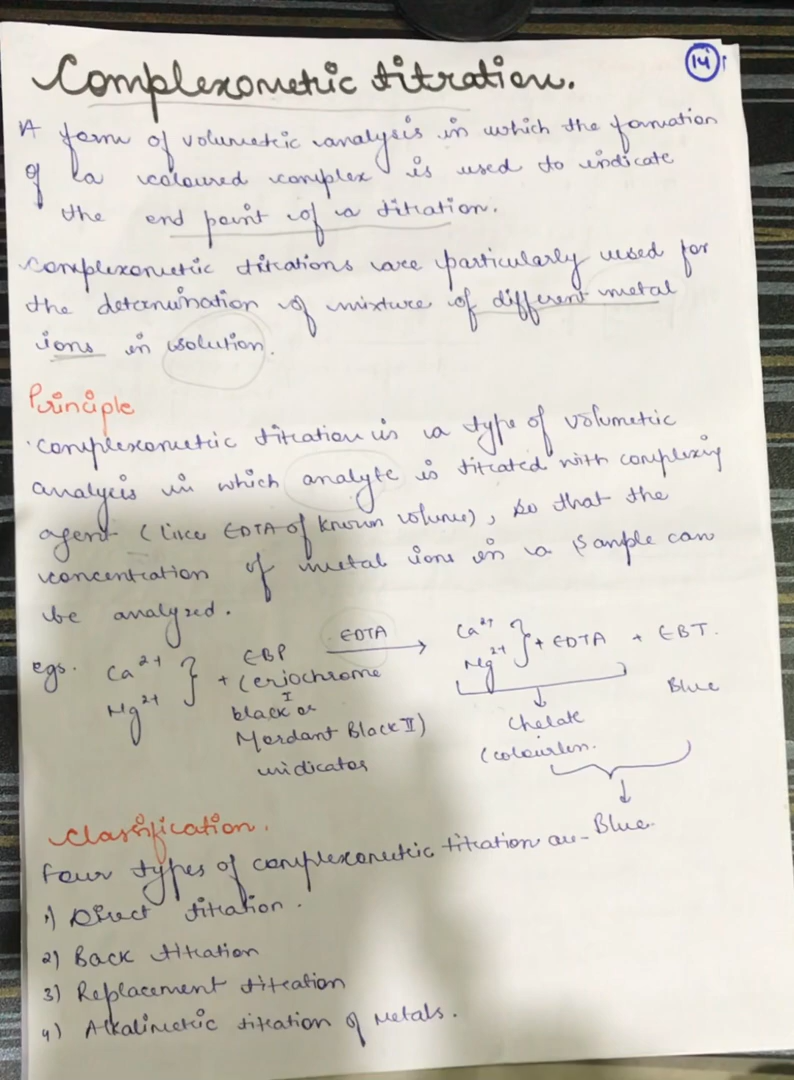 14
Complexometric titration.
A form of volumetric analysis in which the formation
of a coloured complex is used to indicate
the end point of a titration.
complexometric titrations are particularly used for
the determination of mixture of different metal
ions in solution.
Principle
complexometric titration is a type of volumetric
analysis in which analyte is titrated with complexing
agent (like EDTA of known volume), so that the
concentration of metal ions in a sample can
be analyzed.
egs. Ca2+ Mg2+ } + EBP EDTA → Ca2+ Mg2+ } + EDTA + EBT.
(eriochrome
black I or
Mordant Black II)
indicator
Blue
Chelate
(colourless.
Blue.
Classification.
Four types of complexometric titration are-
1) Direct titration.
2) Back titration
3) Replacement titration
4) Alkalimetric titration of metals.